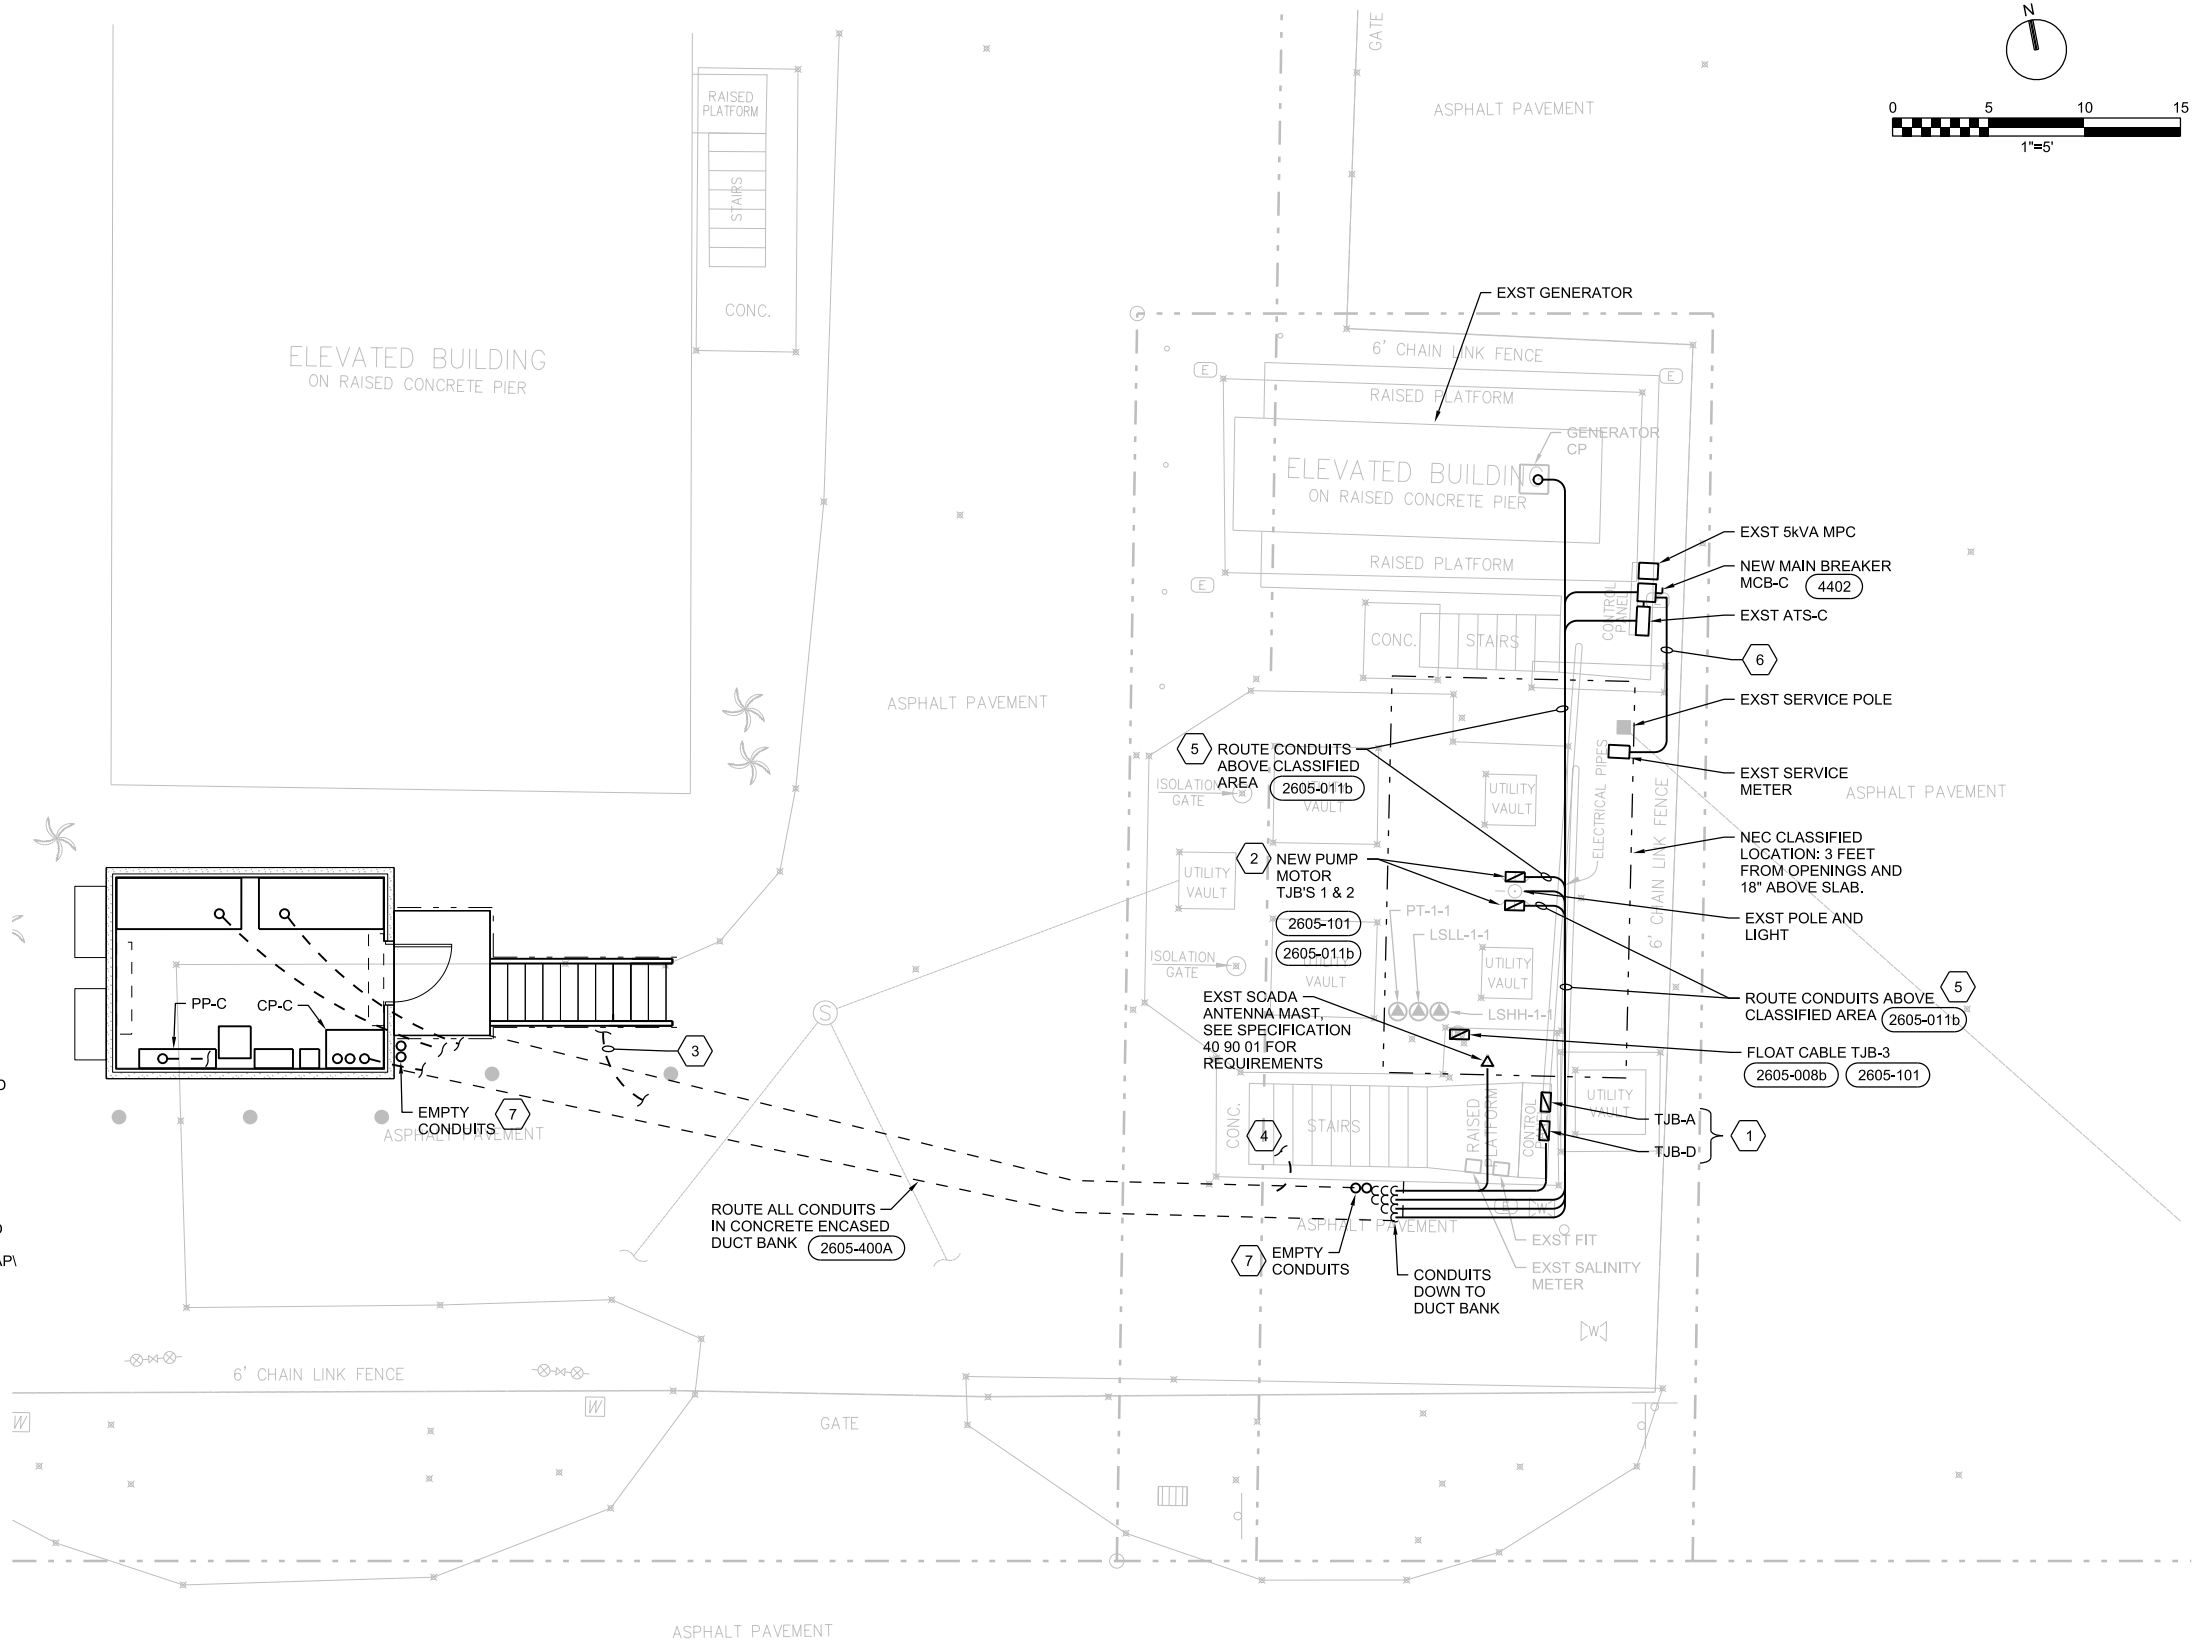 N
0 5 10 15
1"=5'
GATE
ASPHALT PAVEMENT
RAISED
PLATFORM
STAIRS
CONC.
ELEVATED BUILDING
ON RAISED CONCRETE PIER
EXST GENERATOR
6' CHAIN LINK FENCE
E
E
RAISED PLATFORM
GENERATOR
CP
ELEVATED BUILDING
ON RAISED CONCRETE PIER
EXST 5kVA MPC
RAISED PLATFORM
NEW MAIN BREAKER
MCB-C 4402
E
CONTROL
PANEL
EXST ATS-C
CONC.
STAIRS
6
ASPHALT PAVEMENT
EXST SERVICE POLE
5 ROUTE CONDUITS
ABOVE CLASSIFIED
AREA 2605-011b
ISOLATION
GATE
UTILITY
VAULT
UTILITY
VAULT
ELECTRICAL PIPES
6' CHAIN LINK FENCE
EXST SERVICE
METER
ASPHALT PAVEMENT
NEC CLASSIFIED
LOCATION: 3 FEET
FROM OPENINGS AND
18" ABOVE SLAB.
2 NEW PUMP
MOTOR
TJB'S 1 & 2
2605-101
2605-011b
UTILITY
VAULT
PT-1-1
LSLL-1-1
EXST POLE AND
LIGHT
6' CHAIN LINK FENCE
ISOLATION
GATE
UTILITY
VAULT
UTILITY
VAULT
EXST SCADA
ANTENNA MAST,
SEE SPECIFICATION
40 90 01 FOR
REQUIREMENTS
LSHH-1-1
5
ROUTE CONDUITS ABOVE
CLASSIFIED AREA 2605-011b
FLOAT CABLE TJB-3
2605-008b 2605-101
PP-C
CP-C
S
3
EMPTY
CONDUITS 7
ASPHALT PAVEMENT
CONC.
4
STAIRS
RAISED
PLATFORM
CONTROL
UTILITY
VAULT
TJB-A
TJB-D
1
ROUTE ALL CONDUITS
IN CONCRETE ENCASED
DUCT BANK 2605-400A
ASPHALT PAVEMENT
W
7 EMPTY
CONDUITS
CONDUITS
DOWN TO
DUCT BANK
EXST FIT
EXST SALINITY
METER
W
6' CHAIN LINK FENCE
W
W
GATE
ASPHALT PAVEMENT